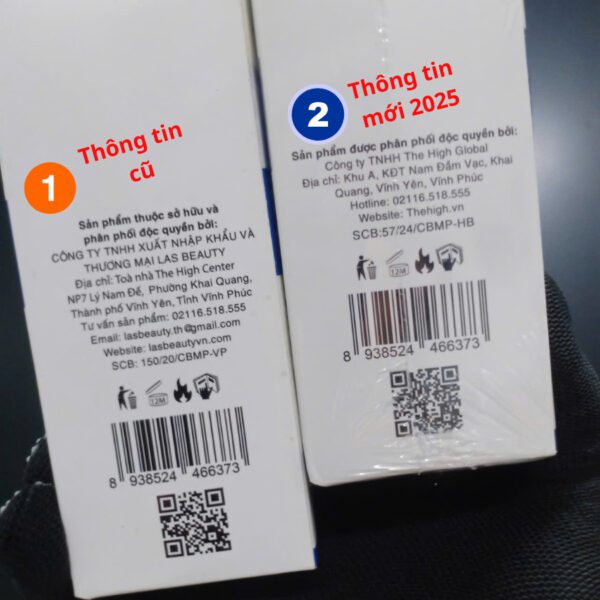 1
Thông tin
cũ
Sản phẩm thuộc sở hữu và
phân phối độc quyền bởi:
CÔNG TY TNHH XUẤT NHẬP KHẨU VÀ
THƯƠNG MẠI LAS BEAUTY
Địa chỉ: Toà nhà The High Center
NP7 Lý Nam Đế, Phường Khai Quang,
Thành phố Vĩnh Yên, Tỉnh Vĩnh Phúc
Tư vấn sản phẩm: 02116.518.555
Email: lasbeauty.th@gmail.com
Website: lasbeautyvn.com
SCB: 150/20/CBMP-VP
12M
8 938524 466373
2
Thông tin
mới 2025
Sản phẩm được phân phối độc quyền bởi:
Công ty TNHH The High Global
Địa chỉ: Khu A, KĐT Nam Đầm Vạc, Khai
Quang, Vĩnh Yên, Vĩnh Phúc
Hotline: 02116.518.555
Website: Thehigh.vn
SCB:57/24/CBMP-HB
12M
8 938524 466373